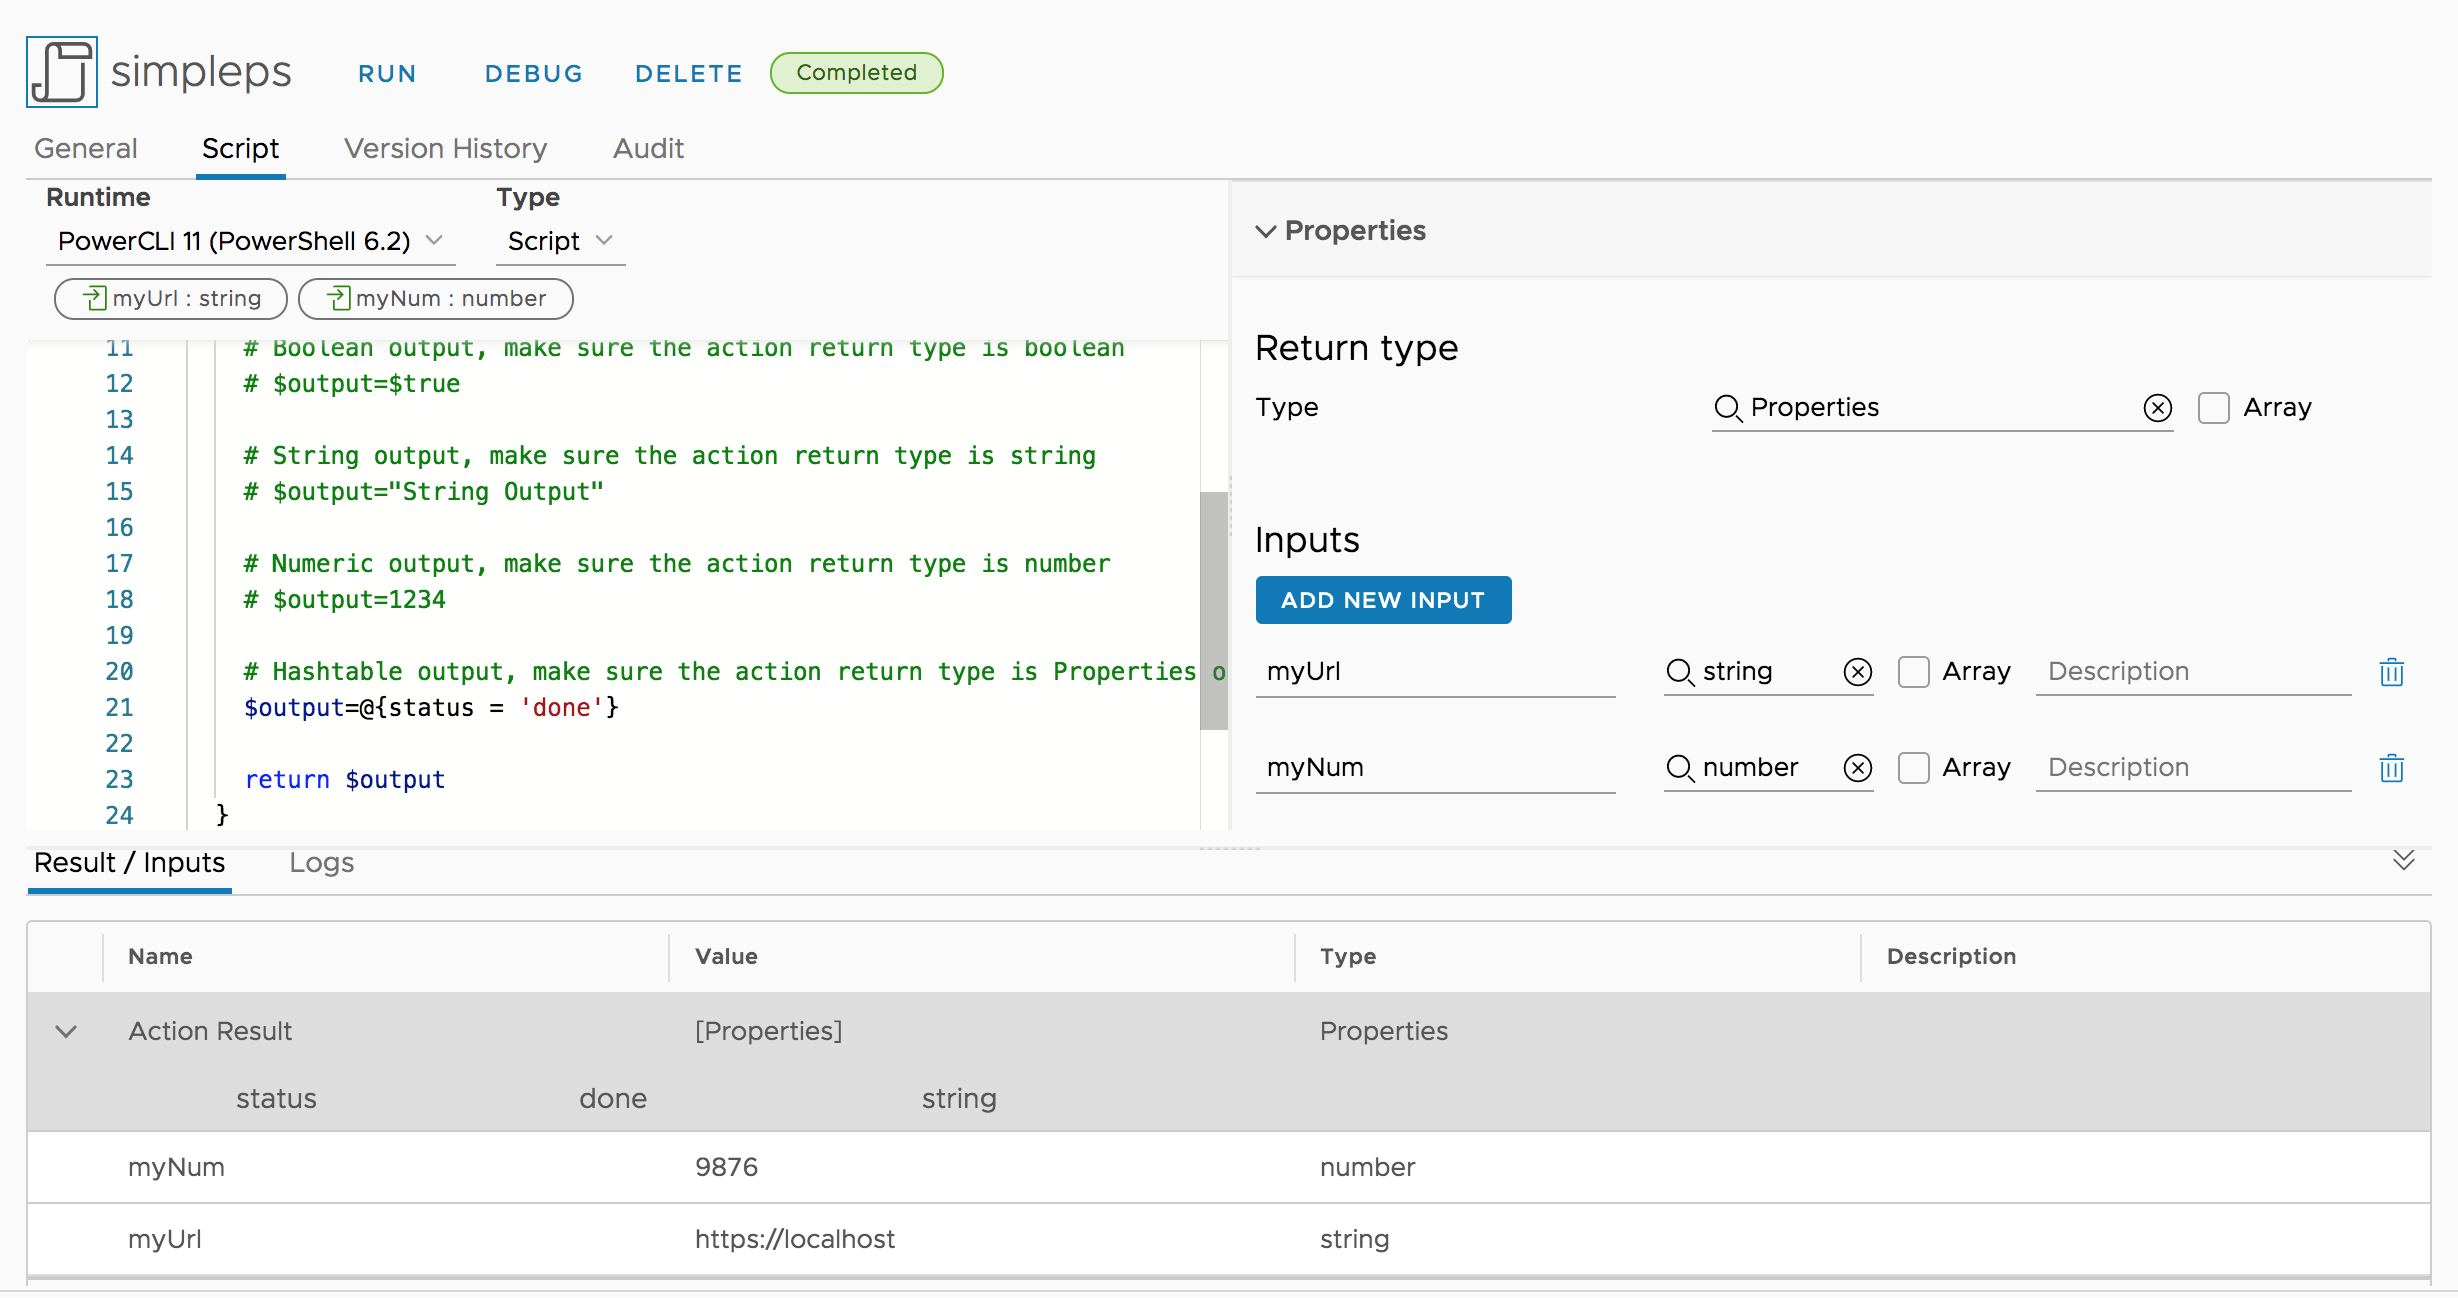 simpleps RUN DEBUG DELETE Completed
General Script Version History Audit
Runtime Type
PowerCLI 11 (PowerShell 6.2) Script
myUrl : string myNum : number
11 # Boolean output, make sure the action return type is boolean
12 # $output=$true
13
14 # String output, make sure the action return type is string
15 # $output="String Output"
16
17 # Numeric output, make sure the action return type is number
18 # $output=1234
19
20 # Hashtable output, make sure the action return type is Properties o
21 $output=@{status = 'done'}
22
23 return $output
24 }
Properties
Return type
Type Properties Array
Inputs
ADD NEW INPUT
myUrl string Array Description
myNum number Array Description
Result / Inputs Logs
Name Value Type Description
Action Result [Properties] Properties
status done string
myNum 9876 number
myUrl https://localhost string